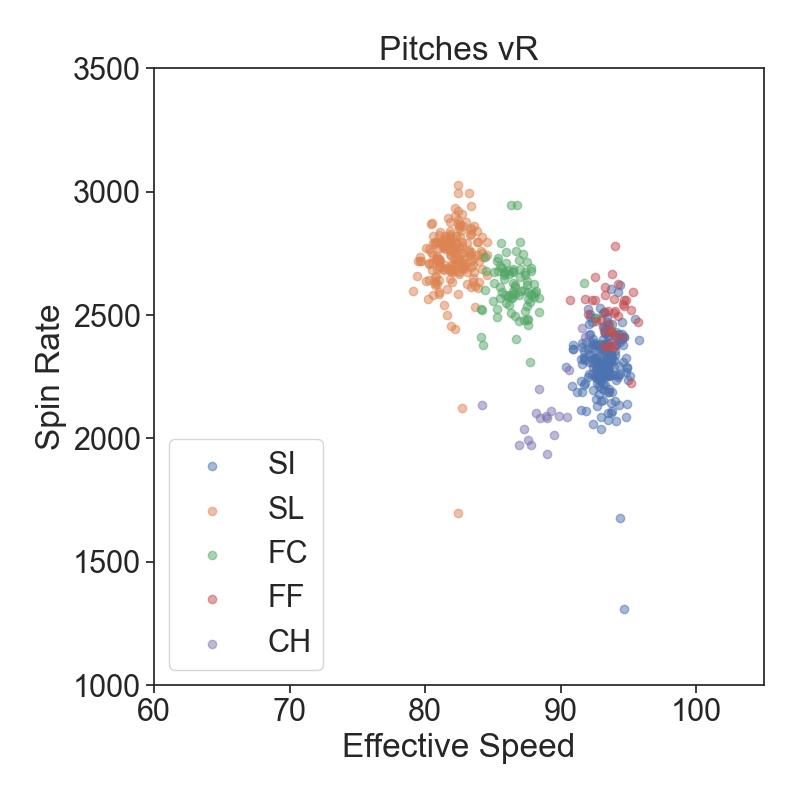 Pitches vR
3500
3000
2500
2000
1500
1000
Spin Rate
SI
SL
FC
FF
CH
60 70 80 90 100
Effective Speed